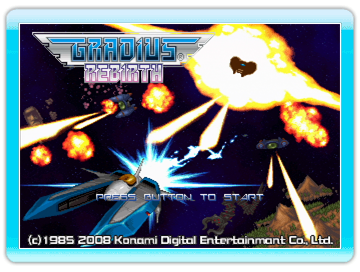 GRADIUS
REBIRTH
PRESS BUTTON TO START
(c)1985 2008 Konami Digital Entertainment Co., Ltd.